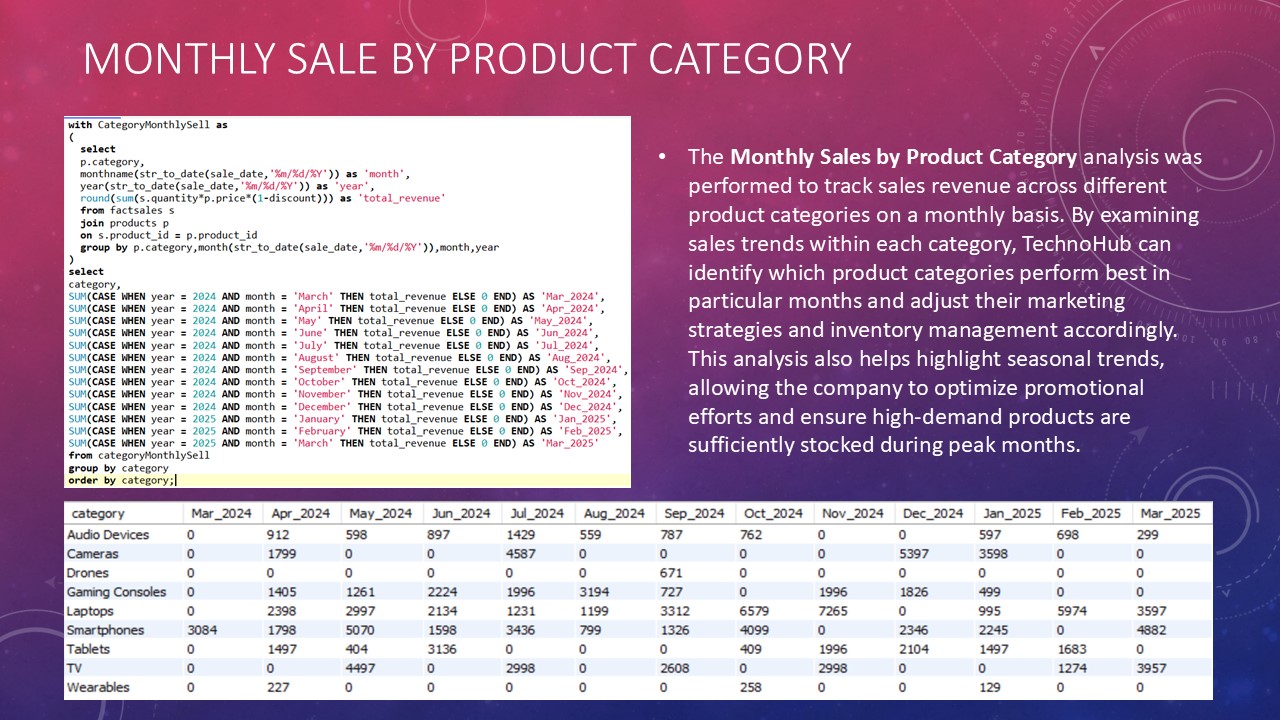 MONTHLY SALE BY PRODUCT CATEGORY
with CategoryMonthlySell as
(
select
p.category,
monthname(str_to_date(sale_date,'%m/%d/%Y')) as 'month',
year(str_to_date(sale_date,'%m/%d/%Y')) as 'year',
round(sum(s.quantity*p.price*(1-discount))) as 'total_revenue'
from factsales s
join products p
on s.product_id = p.product_id
group by p.category,month(str_to_date(sale_date,'%m/%d/%Y')),month,year
)
select
category,
SUM(CASE WHEN year = 2024 AND month = 'March' THEN total_revenue ELSE 0 END) AS 'Mar_2024',
SUM(CASE WHEN year = 2024 AND month = 'April' THEN total_revenue ELSE 0 END) AS 'Apr_2024',
SUM(CASE WHEN year = 2024 AND month = 'May' THEN total_revenue ELSE 0 END) AS 'May_2024',
SUM(CASE WHEN year = 2024 AND month = 'June' THEN total_revenue ELSE 0 END) AS 'Jun_2024',
SUM(CASE WHEN year = 2024 AND month = 'July' THEN total_revenue ELSE 0 END) AS 'Jul_2024',
SUM(CASE WHEN year = 2024 AND month = 'August' THEN total_revenue ELSE 0 END) AS 'Aug_2024',
SUM(CASE WHEN year = 2024 AND month = 'September' THEN total_revenue ELSE 0 END) AS 'Sep_2024',
SUM(CASE WHEN year = 2024 AND month = 'October' THEN total_revenue ELSE 0 END) AS 'Oct_2024',
SUM(CASE WHEN year = 2024 AND month = 'November' THEN total_revenue ELSE 0 END) AS 'Nov_2024',
SUM(CASE WHEN year = 2024 AND month = 'December' THEN total_revenue ELSE 0 END) AS 'Dec_2024',
SUM(CASE WHEN year = 2025 AND month = 'January' THEN total_revenue ELSE 0 END) AS 'Jan_2025',
SUM(CASE WHEN year = 2025 AND month = 'February' THEN total_revenue ELSE 0 END) AS 'Feb_2025',
SUM(CASE WHEN year = 2025 AND month = 'March' THEN total_revenue ELSE 0 END) AS 'Mar_2025'
from categoryMonthlySell
group by category
order by category;
• The Monthly Sales by Product Category analysis was
performed to track sales revenue across different
product categories on a monthly basis. By examining
sales trends within each category, TechnoHub can
identify which product categories perform best in
particular months and adjust their marketing
strategies and inventory management accordingly.
This analysis also helps highlight seasonal trends,
allowing the company to optimize promotional
efforts and ensure high-demand products are
sufficiently stocked during peak months.
category Mar_2024 Apr_2024 May_2024 Jun_2024 Jul_2024 Aug_2024 Sep_2024 Oct_2024 Nov_2024 Dec_2024 Jan_2025 Feb_2025 Mar_2025
Audio Devices 0 912 598 897 1429 559 787 762 0 0 597 698 299
Cameras 0 1799 0 0 4587 0 0 0 0 5397 3598 0 0
Drones 0 0 0 0 0 0 671 0 0 0 0 0 0
Gaming Consoles 0 1405 1261 2224 1996 3194 727 0 1996 1826 499 0 0
Laptops 0 2398 2997 2134 1231 1199 3312 6579 7265 0 995 5974 3597
Smartphones 3084 1798 5070 1598 3436 799 1326 4099 0 2346 2245 0 4882
Tablets 0 1497 404 3136 0 0 0 409 1996 2104 1497 1683 0
TV 0 0 4497 0 2998 0 2608 0 2998 0 0 1274 3957
Wearables 0 227 0 0 0 0 0 258 0 0 129 0 0